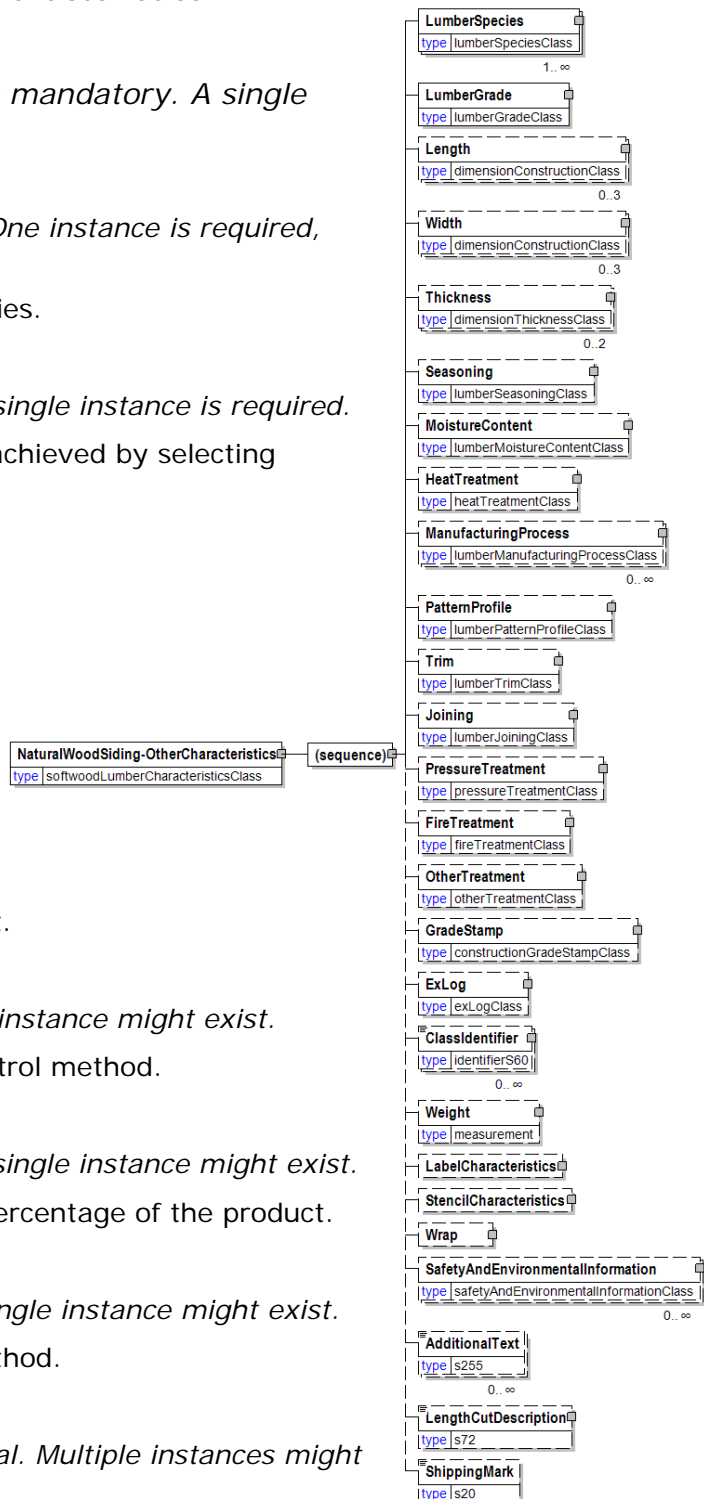 mandatory. A single
One instance is required,
ies.
single instance is required.
achieved by selecting
instance might exist.
trol method.
single instance might exist.
ercentage of the product.
ngle instance might exist.
thod.
al. Multiple instances might
NaturalWoodSiding-OtherCharacteristics
type softwoodLumberCharacteristicsClass
(sequence)
LumberSpecies
type lumberSpeciesClass
1..∞
LumberGrade
type lumberGradeClass
Length
type dimensionConstructionClass
0..3
Width
type dimensionConstructionClass
0..3
Thickness
type dimensionThicknessClass
0..2
Seasoning
type lumberSeasoningClass
MoistureContent
type lumberMoistureContentClass
HeatTreatment
type heatTreatmentClass
ManufacturingProcess
type lumberManufacturingProcessClass
0..∞
PatternProfile
type lumberPatternProfileClass
Trim
type lumberTrimClass
Joining
type lumberJoiningClass
PressureTreatment
type pressureTreatmentClass
FireTreatment
type fireTreatmentClass
OtherTreatment
type otherTreatmentClass
GradeStamp
type constructionGradeStampClass
ExLog
type exLogClass
ClassIdentifier
type identifierS60
0..∞
Weight
type measurement
LabelCharacteristics
StencilCharacteristics
Wrap
SafetyAndEnvironmentalInformation
type safetyAndEnvironmentalInformationClass
0..∞
AdditionalText
type s255
0..∞
LengthCutDescription
type s72
ShippingMark
type s20